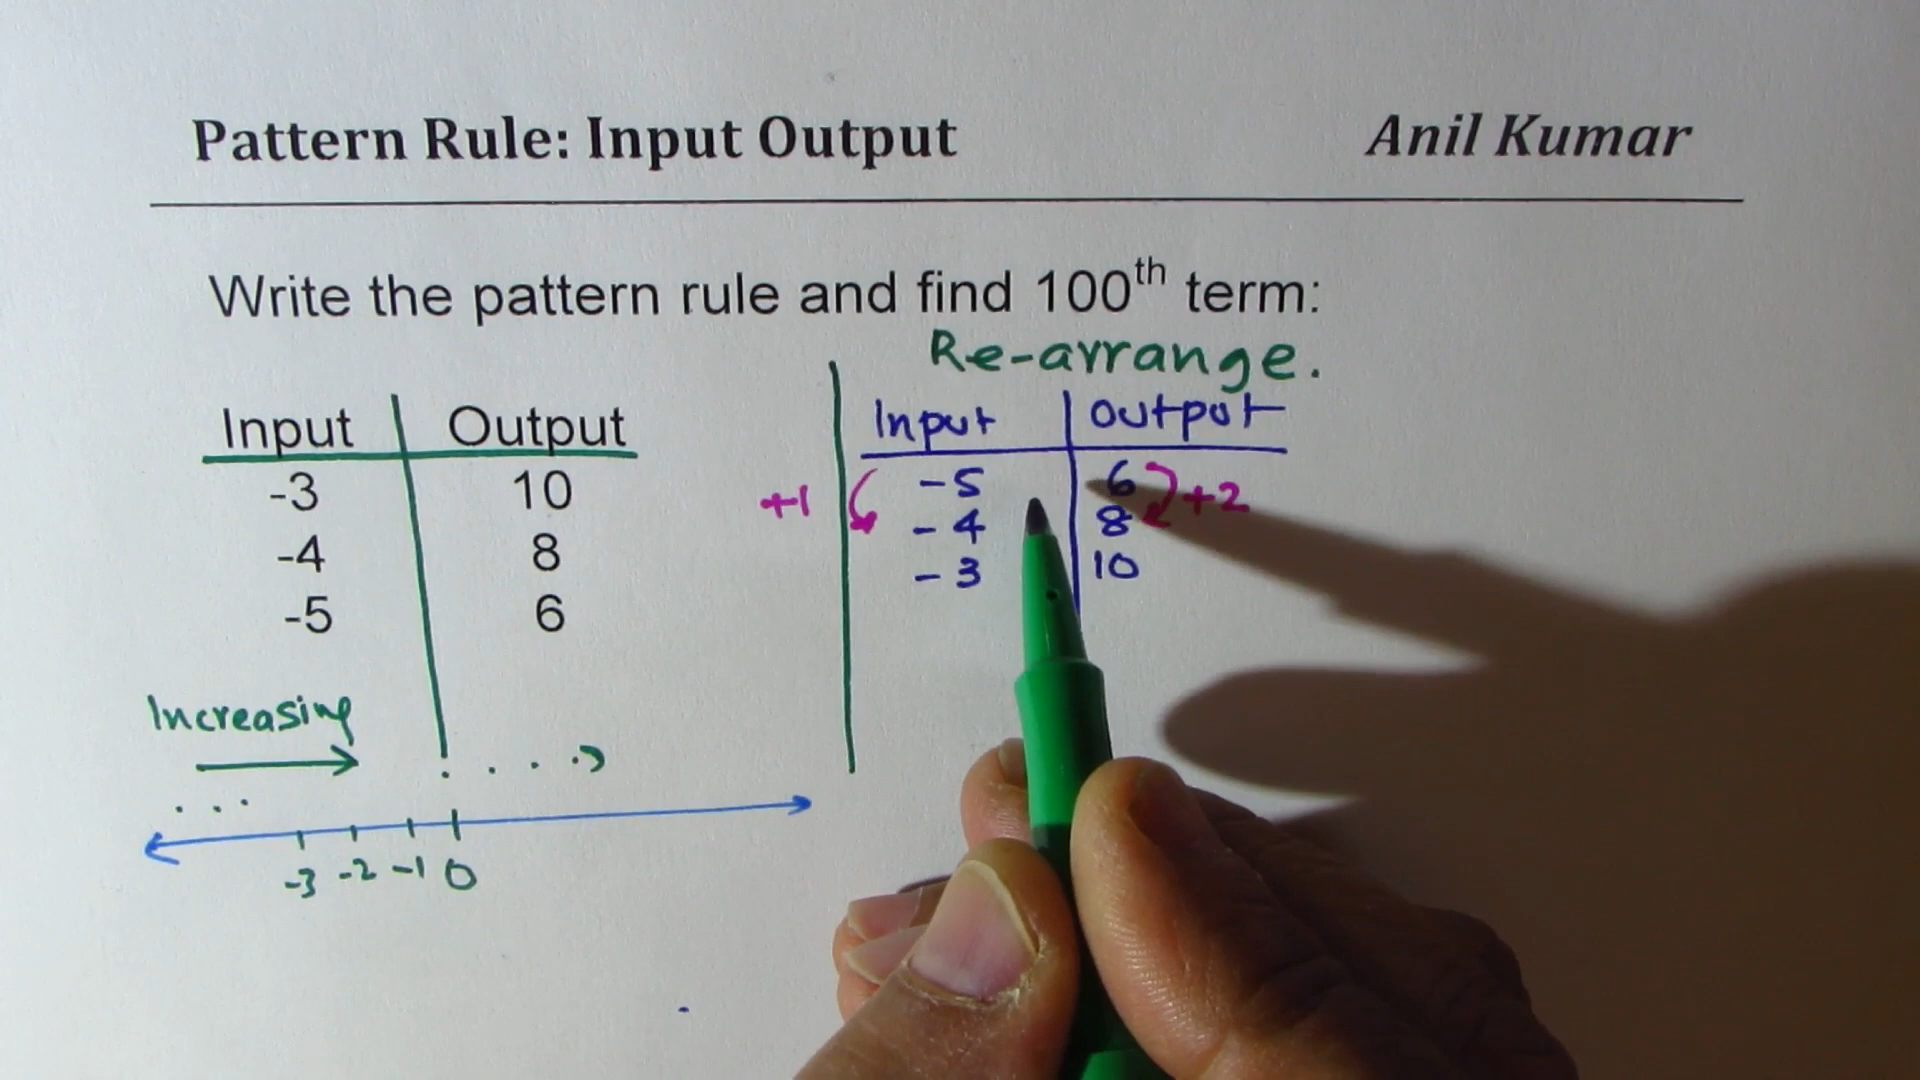 Pattern Rule: Input Output Anil Kumar
Write the pattern rule and find 100th term:
Re-arrange.
Input Output
-3 10
-4 8
-5 6
Input Output
+1 -5 6 +2
-4 8
-3 10
Increasing
. . . .
. . .
-3 -2 -1 0